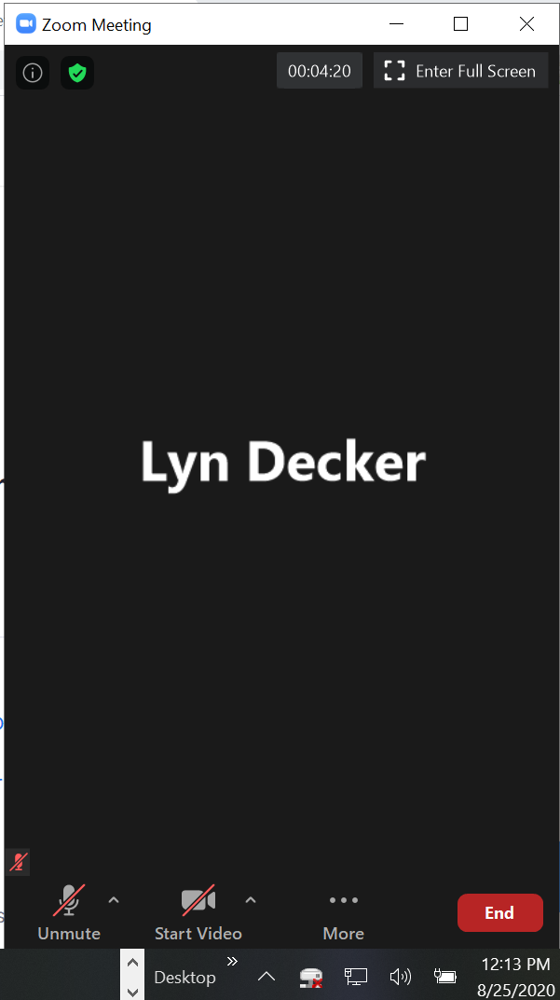 Zoom Meeting
00:04:20
Enter Full Screen
Lyn Decker
Unmute
Start Video
More
End
Desktop
12:13 PM
8/25/2020